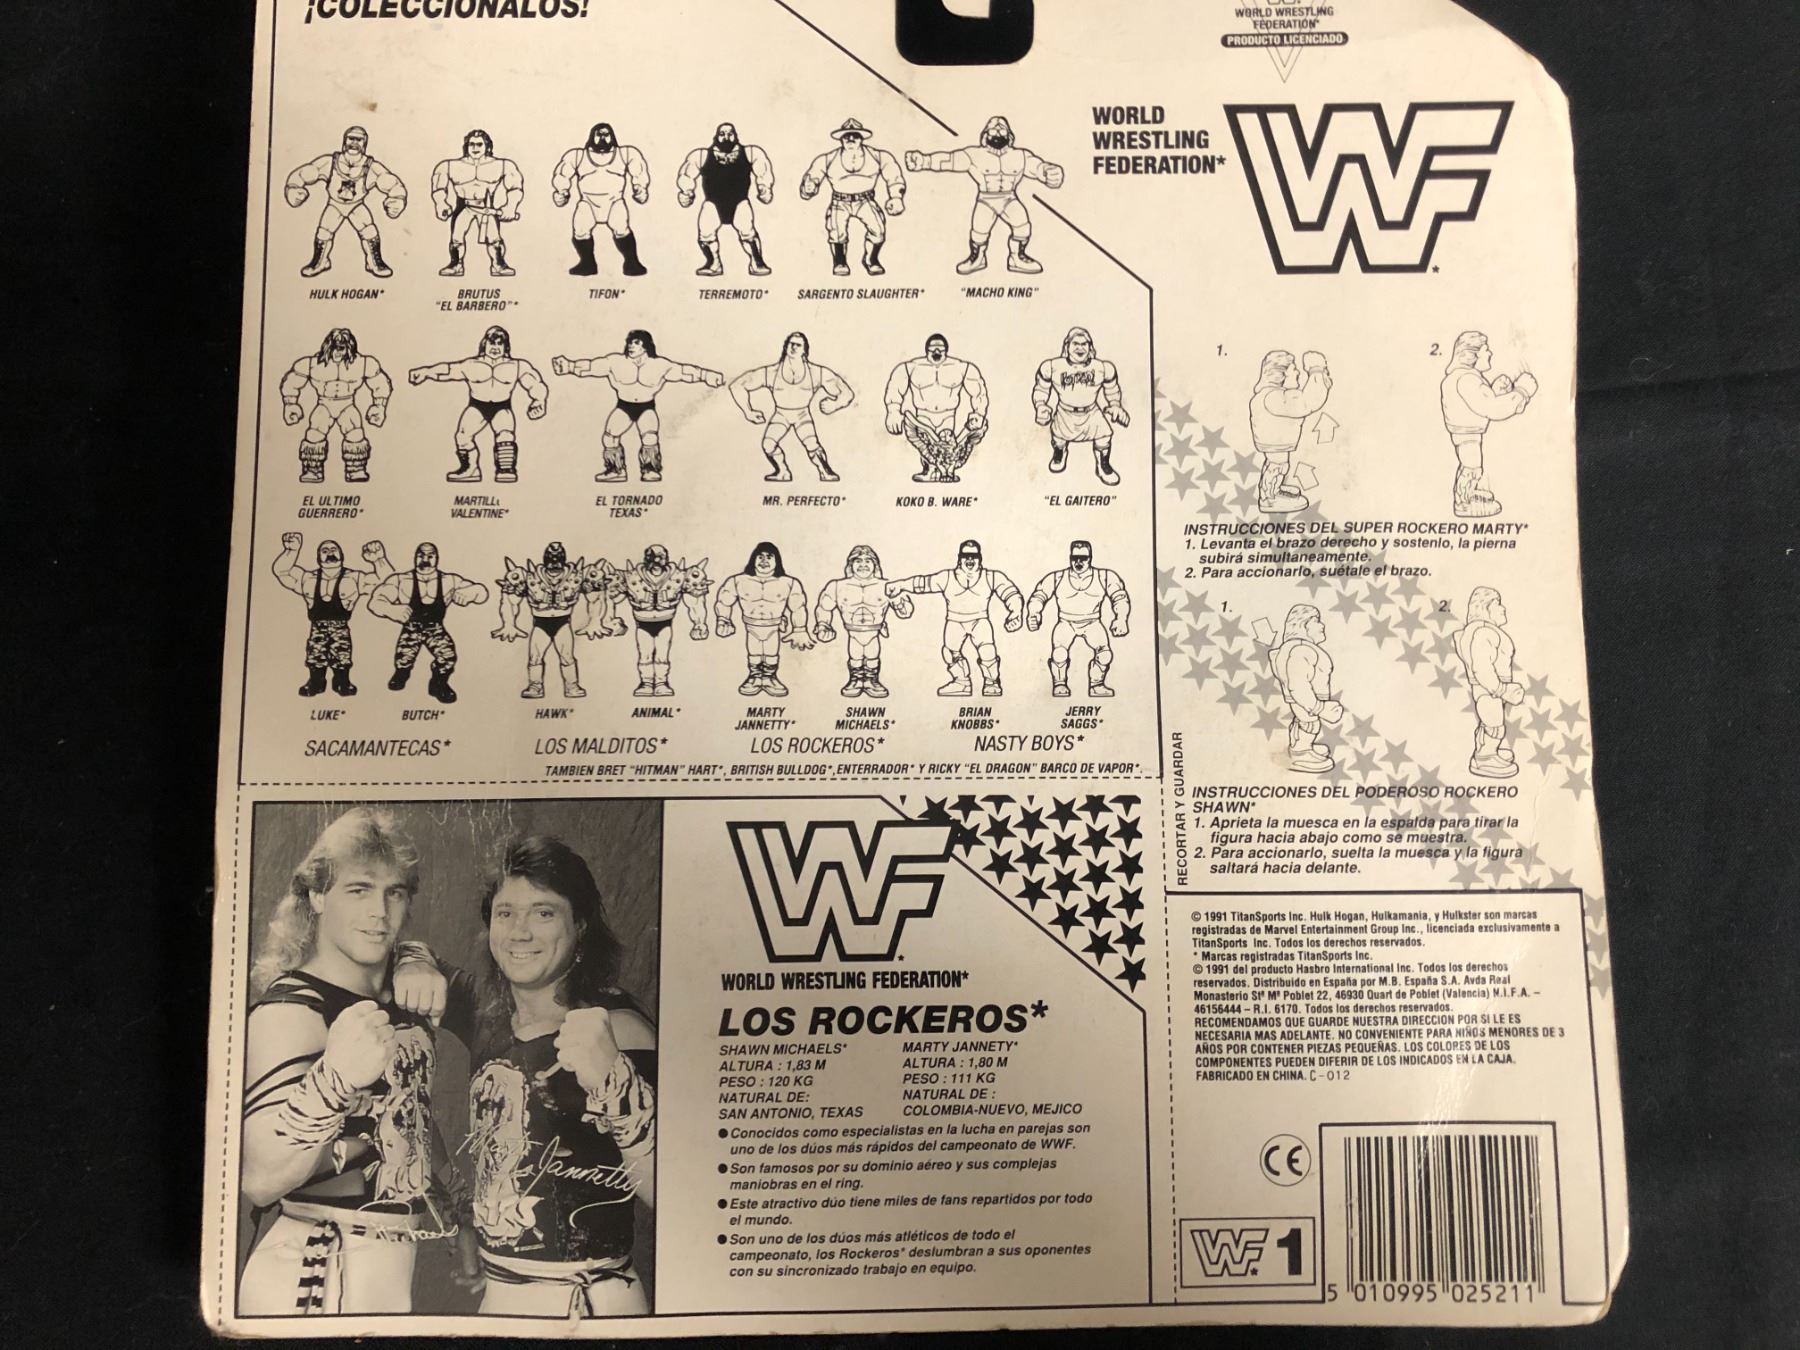 ¡COLECCIONALOS!
WORLD WRESTLING
FEDERATION*
PRODUCTO LICENCIADO
WORLD
WRESTLING
FEDERATION*
WF
HULK HOGAN*
BRUTUS
"EL BARBERO"*
TIFON*
TERREMOTO*
SARGENTO SLAUGHTER*
"MACHO KING"
EL ULTIMO
GUERRERO*
VALENTINE*
EL TORNADO
TEXAS*
MR. PERFECTO*
KOKO B. WARE*
"EL GAITERO"
LUKE*
BUTCH*
HAWK*
ANIMAL*
MARTY
JANNETTY*
SHAWN
MICHAELS*
BRIAN
KNOBBS*
JERRY
SAGGS*
SACAMANTECAS*
LOS MALDITOS*
LOS ROCKEROS*
NASTY BOYS*
TAMBIEN BRET "HITMAN" HART*, BRITISH BULLDOG*, ENTERRADOR* Y RICKY "EL DRAGON" BARCO DE VAPOR*.
1.
2.
INSTRUCCIONES DEL SUPER ROCKERO MARTY*
1. Levanta el brazo derecho y sostenlo, la pierna
subirá simultaneamente.
2. Para accionarlo, suétale el brazo.
1.
2.
INSTRUCCIONES DEL PODEROSO ROCKERO
SHAWN*
1. Aprieta la muesca en la espalda para tirar la
figura hacia abajo como se muestra.
2. Para accionarlo, suelta la muesca y la figura
saltará hacia delante.
RECORTAR Y GUARDAR
WF
WORLD WRESTLING FEDERATION*
LOS ROCKEROS*
SHAWN MICHAELS*
ALTURA : 1,83 M
PESO : 120 KG
NATURAL DE:
SAN ANTONIO, TEXAS
MARTY JANNETY*
ALTURA : 1,80 M
PESO : 111 KG
NATURAL DE :
COLOMBIA-NUEVO, MEJICO
● Conocidos como especialistas en la lucha en parejas son
uno de los dúos más rápidos del campeonato de WWF.
● Son famosos por su dominio aéreo y sus complejas
maniobras en el ring.
● Este atractivo dúo tiene miles de fans repartidos por todo
el mundo.
● Son uno de los dúos más atléticos de todo el
campeonato, los Rockeros* deslumbran a sus oponentes
con su sincronizado trabajo en equipo.
Marty Jannetty
© 1991 TitanSports Inc. Hulk Hogan, Hulkamania, y Hulkster son marcas
registradas de Marvel Entertainment Group Inc., licenciada exclusivamente a
TitanSports Inc. Todos los derechos reservados.
* Marcas registradas TitanSports Inc.
© 1991 del producto Hasbro International Inc. Todos los derechos
reservados. Distribuido en España por M.B. España S.A. Avda Real
Monasterio Stª Mª Poblet 22, 46930 Quart de Poblet (Valencia) N.I.F.A. –
46156444 – R.I. 6170. Todos los derechos reservados.
RECOMENDAMOS QUE GUARDE NUESTRA DIRECCION POR SI LE ES
NECESARIA MAS ADELANTE. NO CONVENIENTE PARA NIÑOS MENORES DE 3
AÑOS POR CONTENER PIEZAS PEQUEÑAS. LOS COLORES DE LOS
COMPONENTES PUEDEN DIFERIR DE LOS INDICADOS EN LA CAJA.
FABRICADO EN CHINA. C-012
CE
WF 1
5 010995 025211